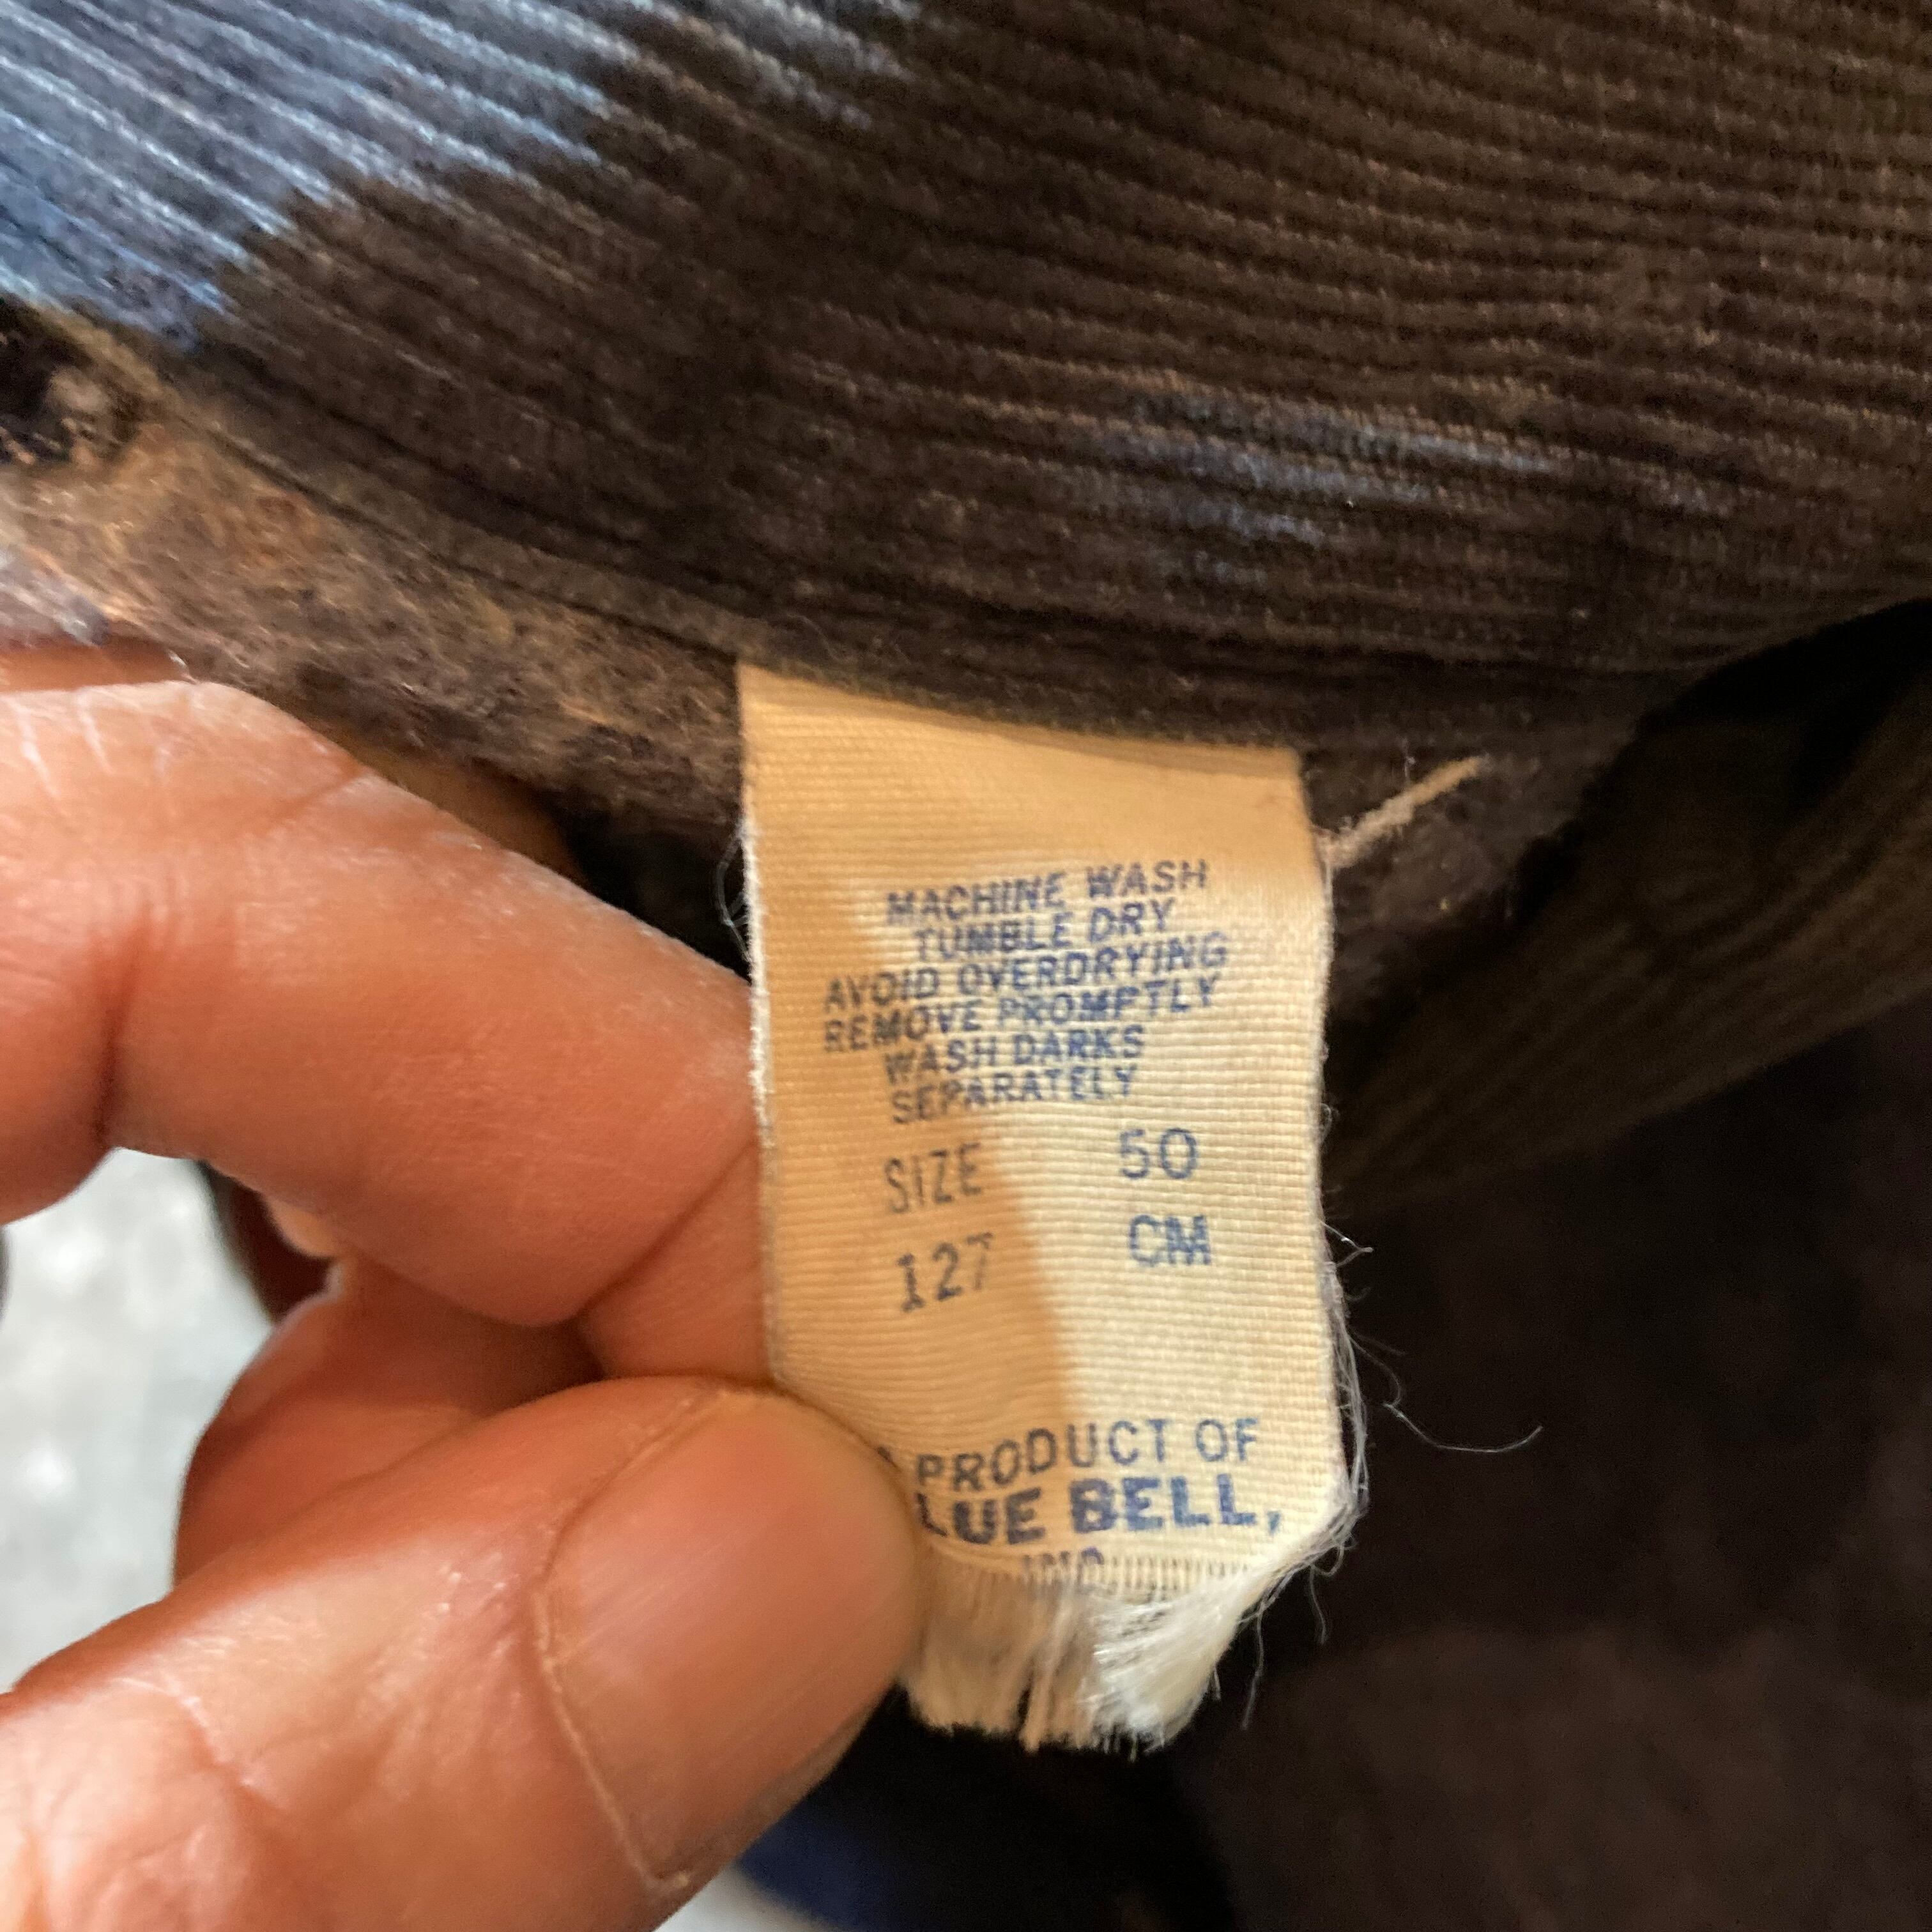 MACHINE WASH
TUMBLE DRY
AVOID OVERDRYING
REMOVE PROMPTLY
WASH DARKS
SEPARATELY
SIZE 50
127 CM
PRODUCT OF
LUE BELL,
INC.